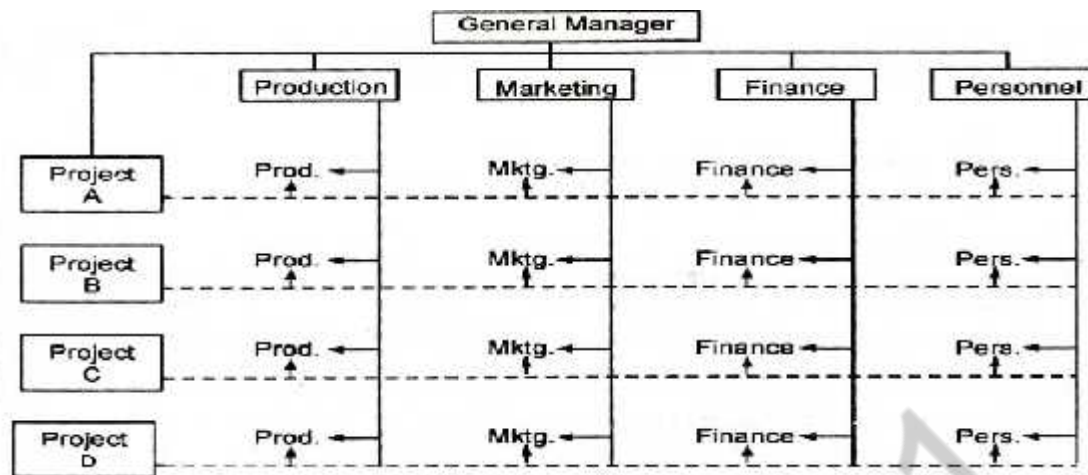 General Manager
Production Marketing Finance Personnel
Project
A
Prod. Mktg. Finance Pers.
Project
B
Prod. Mktg. Finance Pers.
Project
C
Prod. Mktg. Finance Pers.
Project
D
Prod. Mktg. Finance Pers.